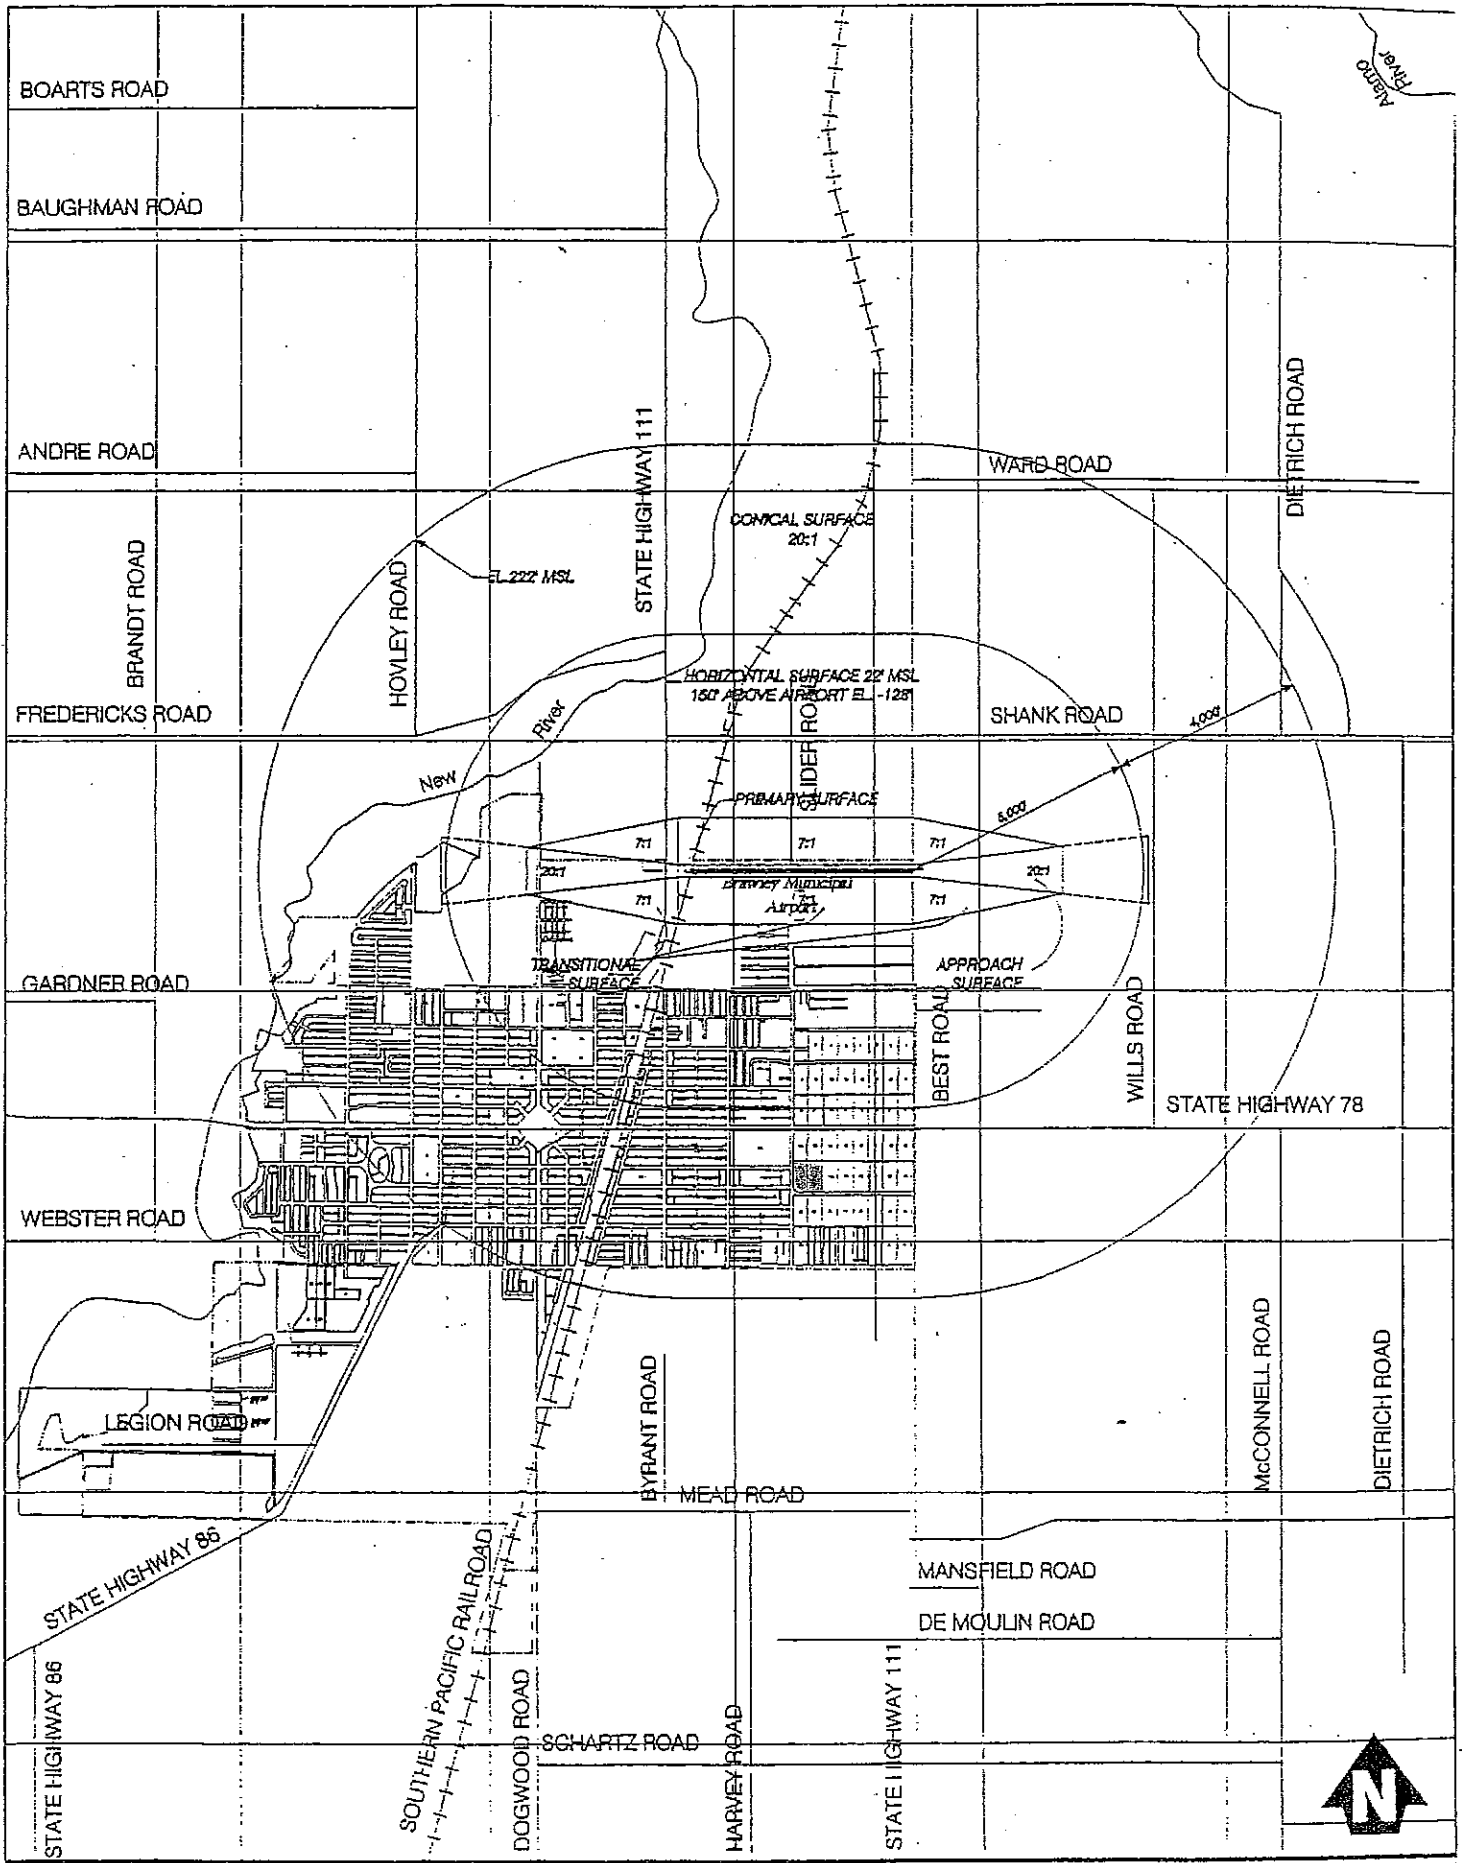 BOARTS ROAD
Alamo
River
BAUGHMAN ROAD
ANDRE ROAD
STATE HIGHWAY 111
WARD ROAD
DIETRICH ROAD
CONICAL SURFACE
20:1
EL 222' MSL
BRANDT ROAD
HOVLEY ROAD
HORIZONTAL SURFACE 22' MSL
150' ABOVE AIRPORT EL -128'
FREDERICKS ROAD
River
SHANK ROAD
4,000'
New
PRIMARY SURFACE
5,000'
7:1
7:1
7:1
20:1
20:1
Brawley Municipal
Airport
7:1
7:1
7:1
TRANSITIONAL
SURFACE
APPROACH
SURFACE
GARDNER ROAD
BEST ROAD
WILLS ROAD
STATE HIGHWAY 78
WEBSTER ROAD
LEGION ROAD
BYRANT ROAD
McCONNELL ROAD
DIETRICH ROAD
MEAD ROAD
STATE HIGHWAY 86
MANSFIELD ROAD
DE MOULIN ROAD
STATE HIGHWAY 86
SOUTHERN PACIFIC RAILROAD
DOGWOOD ROAD
SCHARTZ ROAD
HARVEY ROAD
STATE HIGHWAY 111
N